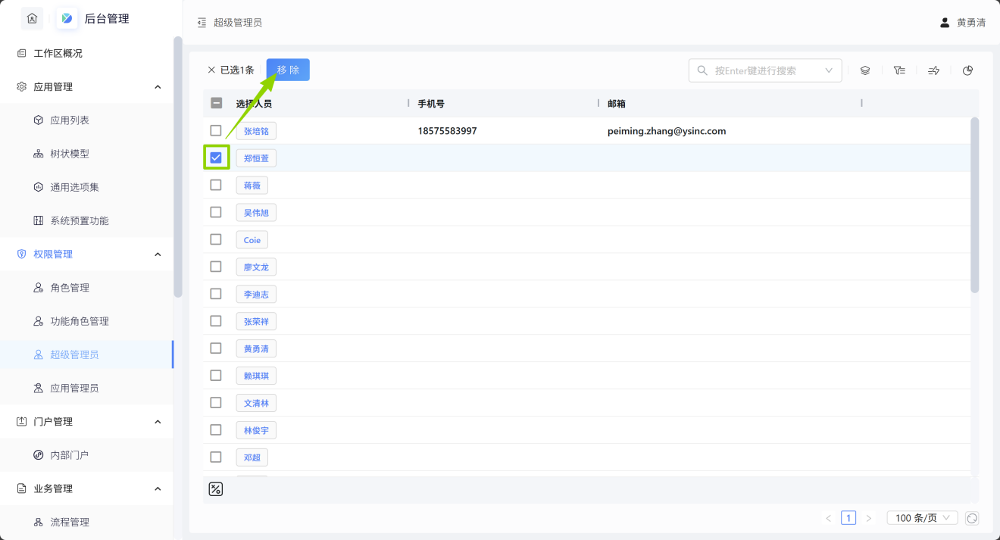 后台管理
超级管理员
黄勇清
工作区概况
应用管理
应用列表
树状模型
通用选项集
系统预置功能
权限管理
角色管理
功能角色管理
超级管理员
应用管理员
门户管理
内部门户
业务管理
流程管理
已选1条
移 除
按Enter键进行搜索
选择人员 手机号 邮箱
张培铭 18575583997 peiming.zhang@ysinc.com
郑恒萱
蒋薇
吴伟旭
Coie
廖文龙
李迪志
张荣祥
黄勇清
赖琪琪
文清林
林俊宇
邓超
< 1 > 100 条/页